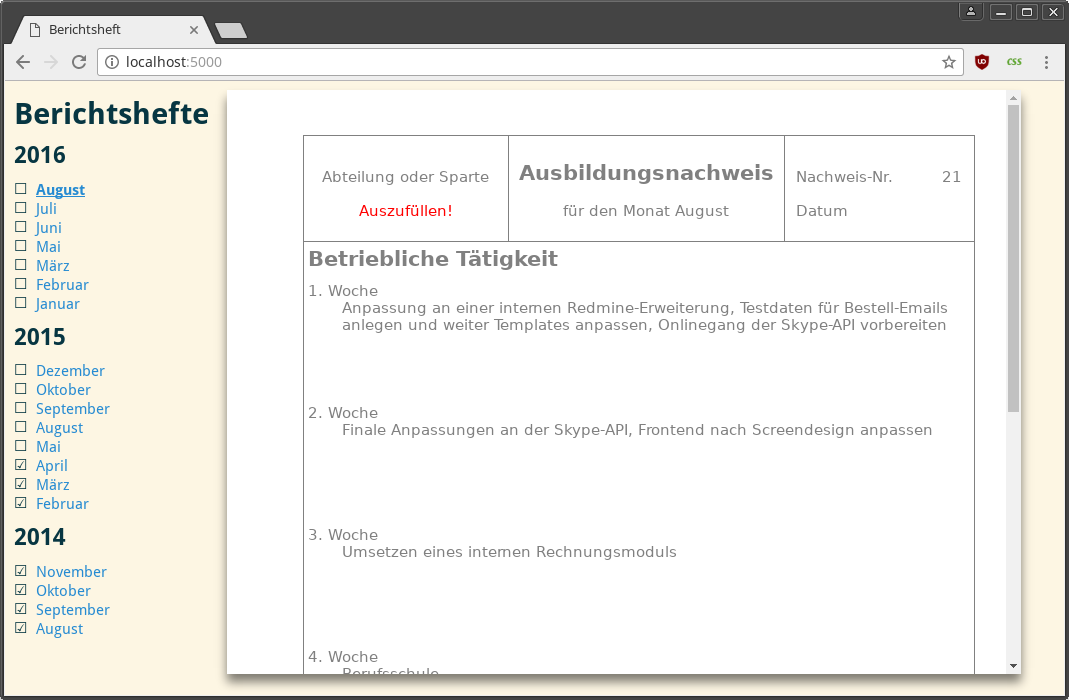 Berichtsheft
localhost:5000
css
Berichtshefte
2016
August
Juli
Juni
Mai
März
Februar
Januar
2015
Dezember
Oktober
September
August
Mai
April
März
Februar
2014
November
Oktober
September
August
Abteilung oder Sparte
Auszufüllen!
Ausbildungsnachweis
für den Monat August
Nachweis-Nr. 21
Datum
Betriebliche Tätigkeit
1. Woche
Anpassung an einer internen Redmine-Erweiterung, Testdaten für Bestell-Emails
anlegen und weiter Templates anpassen, Onlinegang der Skype-API vorbereiten
2. Woche
Finale Anpassungen an der Skype-API, Frontend nach Screendesign anpassen
3. Woche
Umsetzen eines internen Rechnungsmoduls
4. Woche
Berufsschule